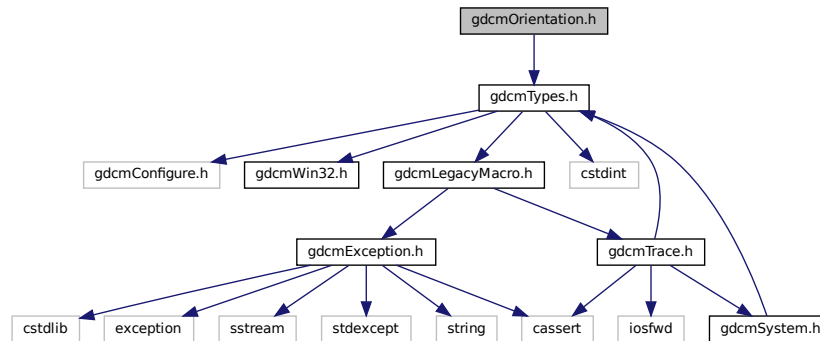 gdcmOrientation.h
gdcmTypes.h
gdcmConfigure.h
gdcmWin32.h
gdcmLegacyMacro.h
cstdint
gdcmException.h
gdcmTrace.h
cstdlib
exception
sstream
stdexcept
string
cassert
iosfwd
gdcmSystem.h